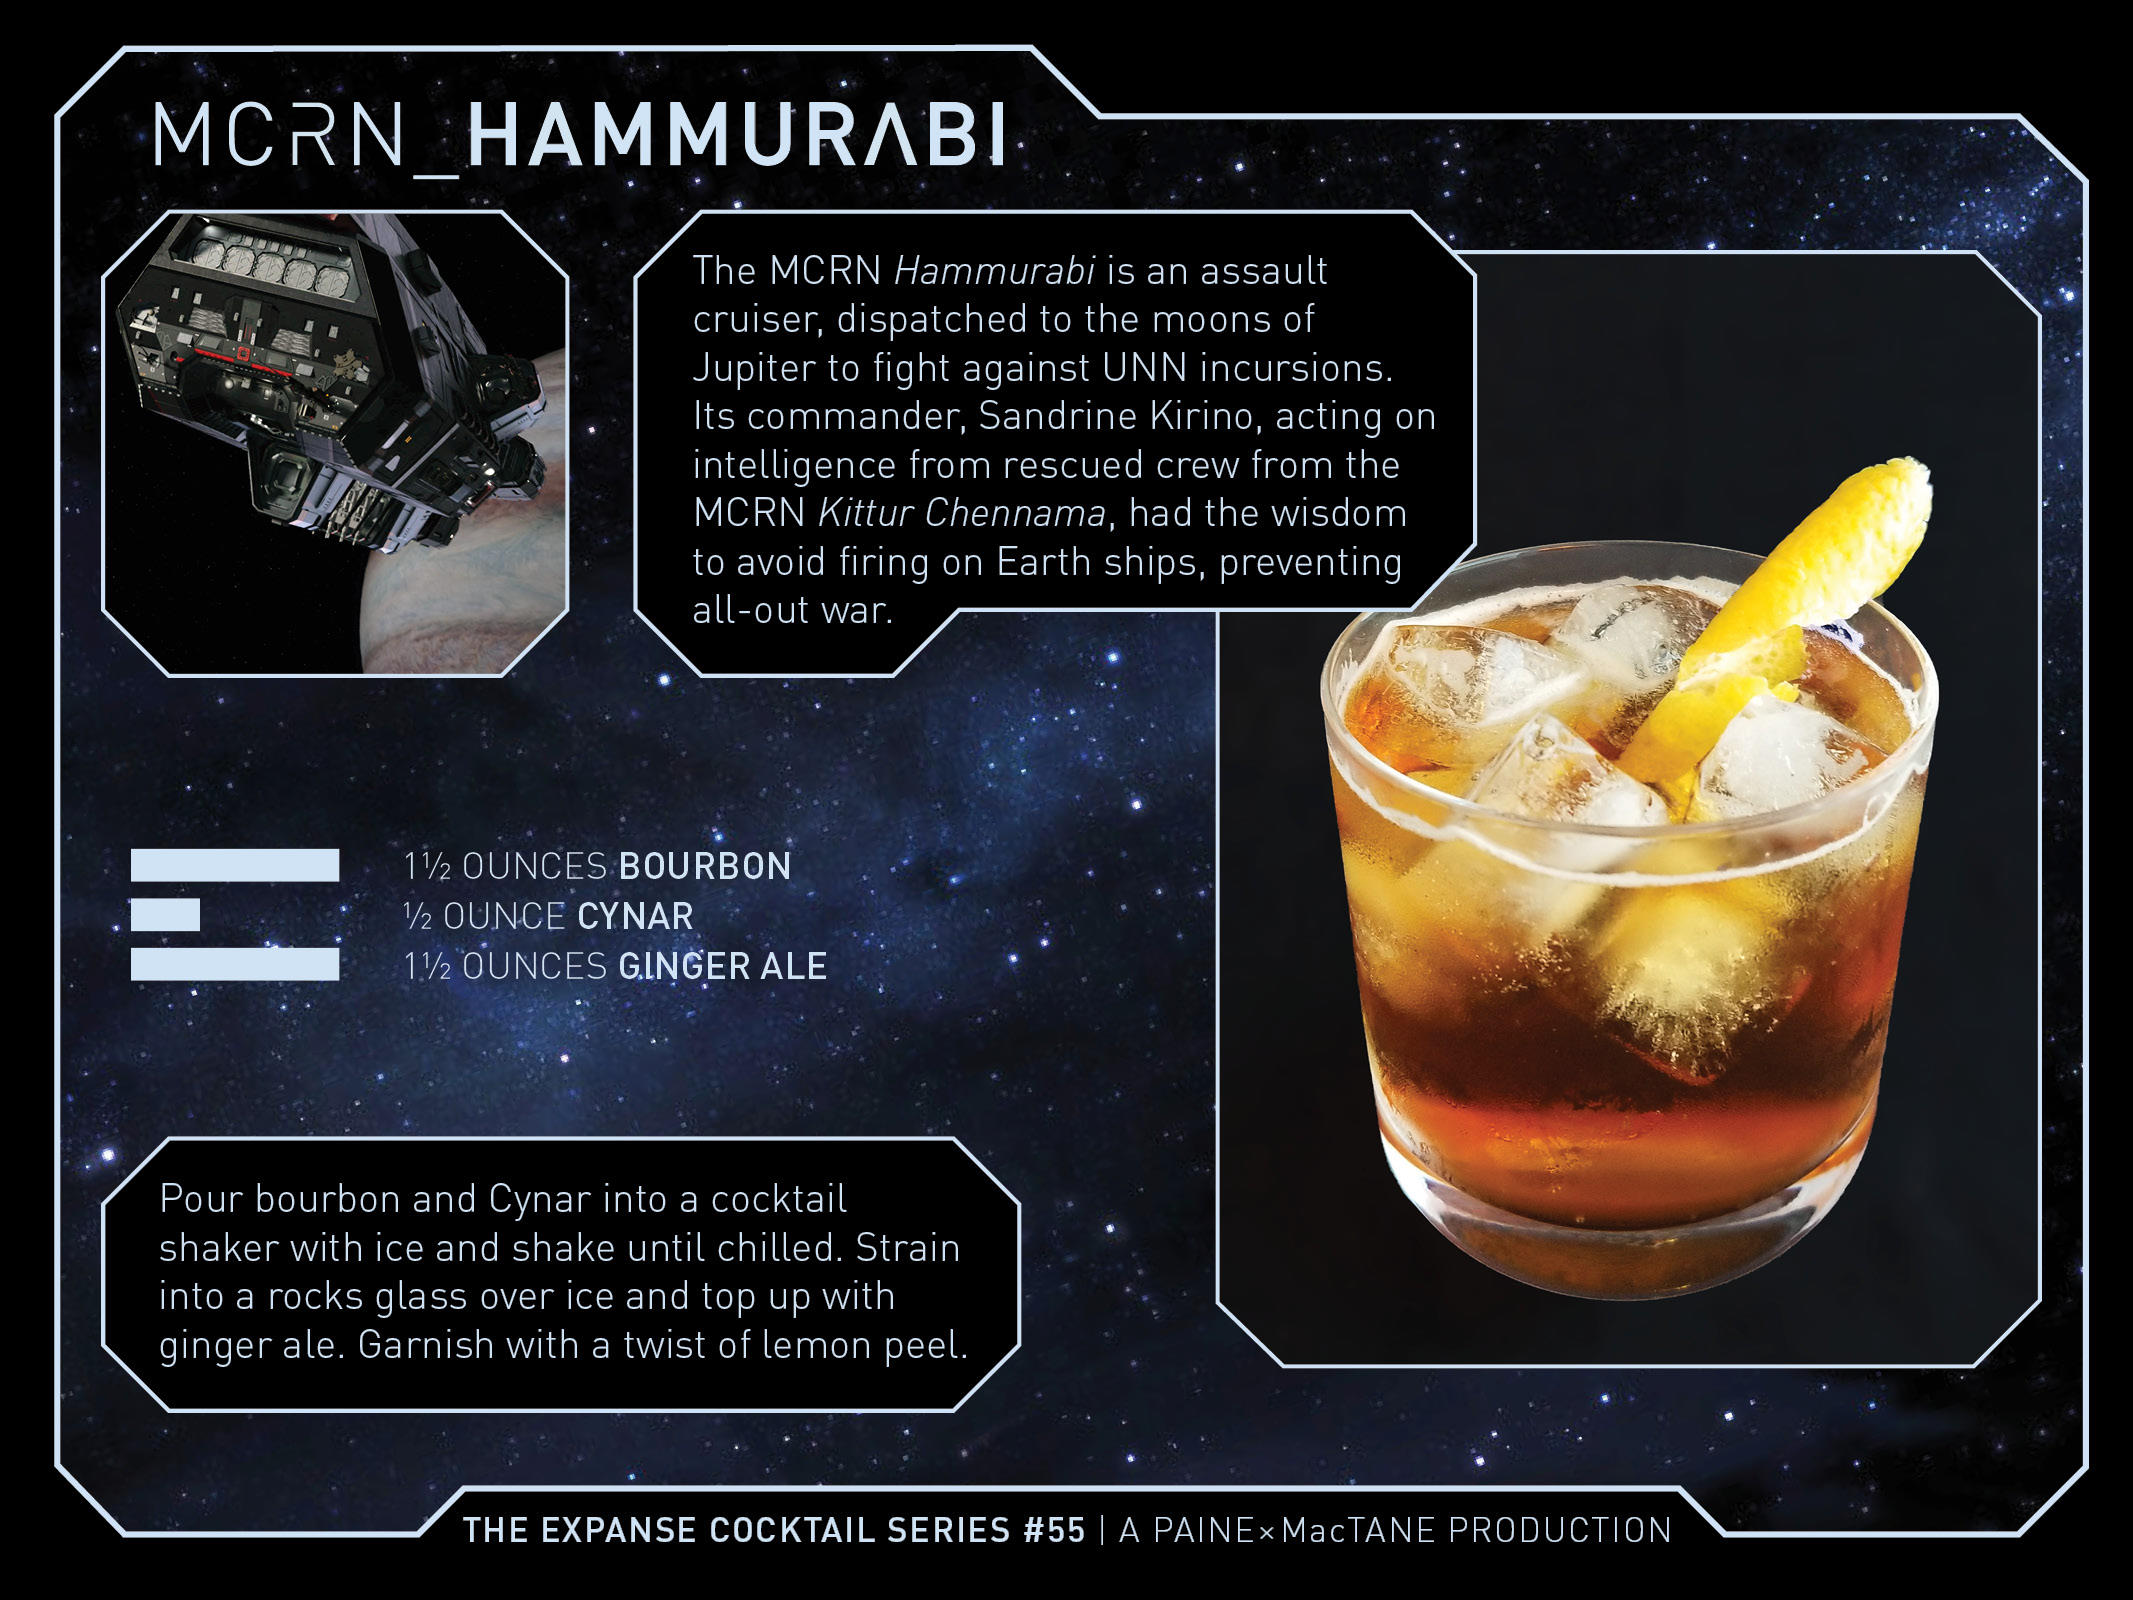 MCRN_HAMMURABI
The MCRN Hammurabi is an assault
cruiser, dispatched to the moons of
Jupiter to fight against UNN incursions.
Its commander, Sandrine Kirino, acting on
intelligence from rescued crew from the
MCRN Kittur Chennama, had the wisdom
to avoid firing on Earth ships, preventing
all-out war.
1½ OUNCES BOURBON
½ OUNCE CYNAR
1½ OUNCES GINGER ALE
Pour bourbon and Cynar into a cocktail
shaker with ice and shake until chilled. Strain
into a rocks glass over ice and top up with
ginger ale. Garnish with a twist of lemon peel.
THE EXPANSE COCKTAIL SERIES #55 | A PAINE×MacTANE PRODUCTION